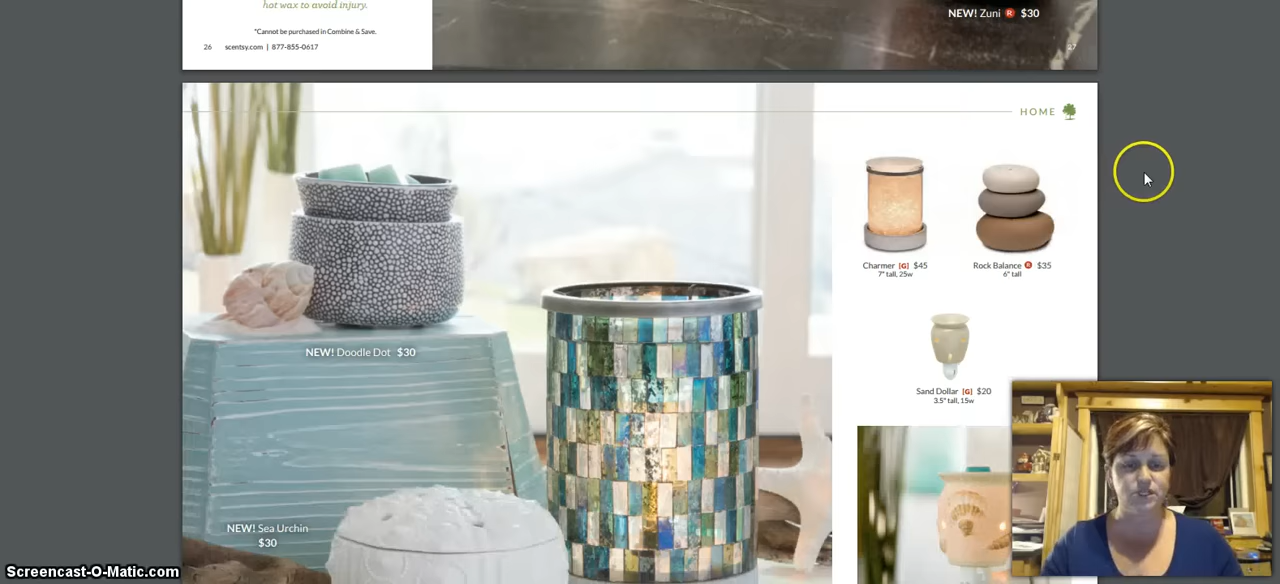 hot wax to avoid injury.
*Cannot be purchased in Combine & Save.
26 scentsy.com | 877-855-0617
NEW! Zuni R $30
27
HOME
Charmer [G] $45
7" tall, 25w
Rock Balance R $35
6" tall
NEW! Doodle Dot $30
Sand Dollar [G] $20
3.5" tall, 15w
NEW! Sea Urchin
$30
Screencast-O-Matic.com